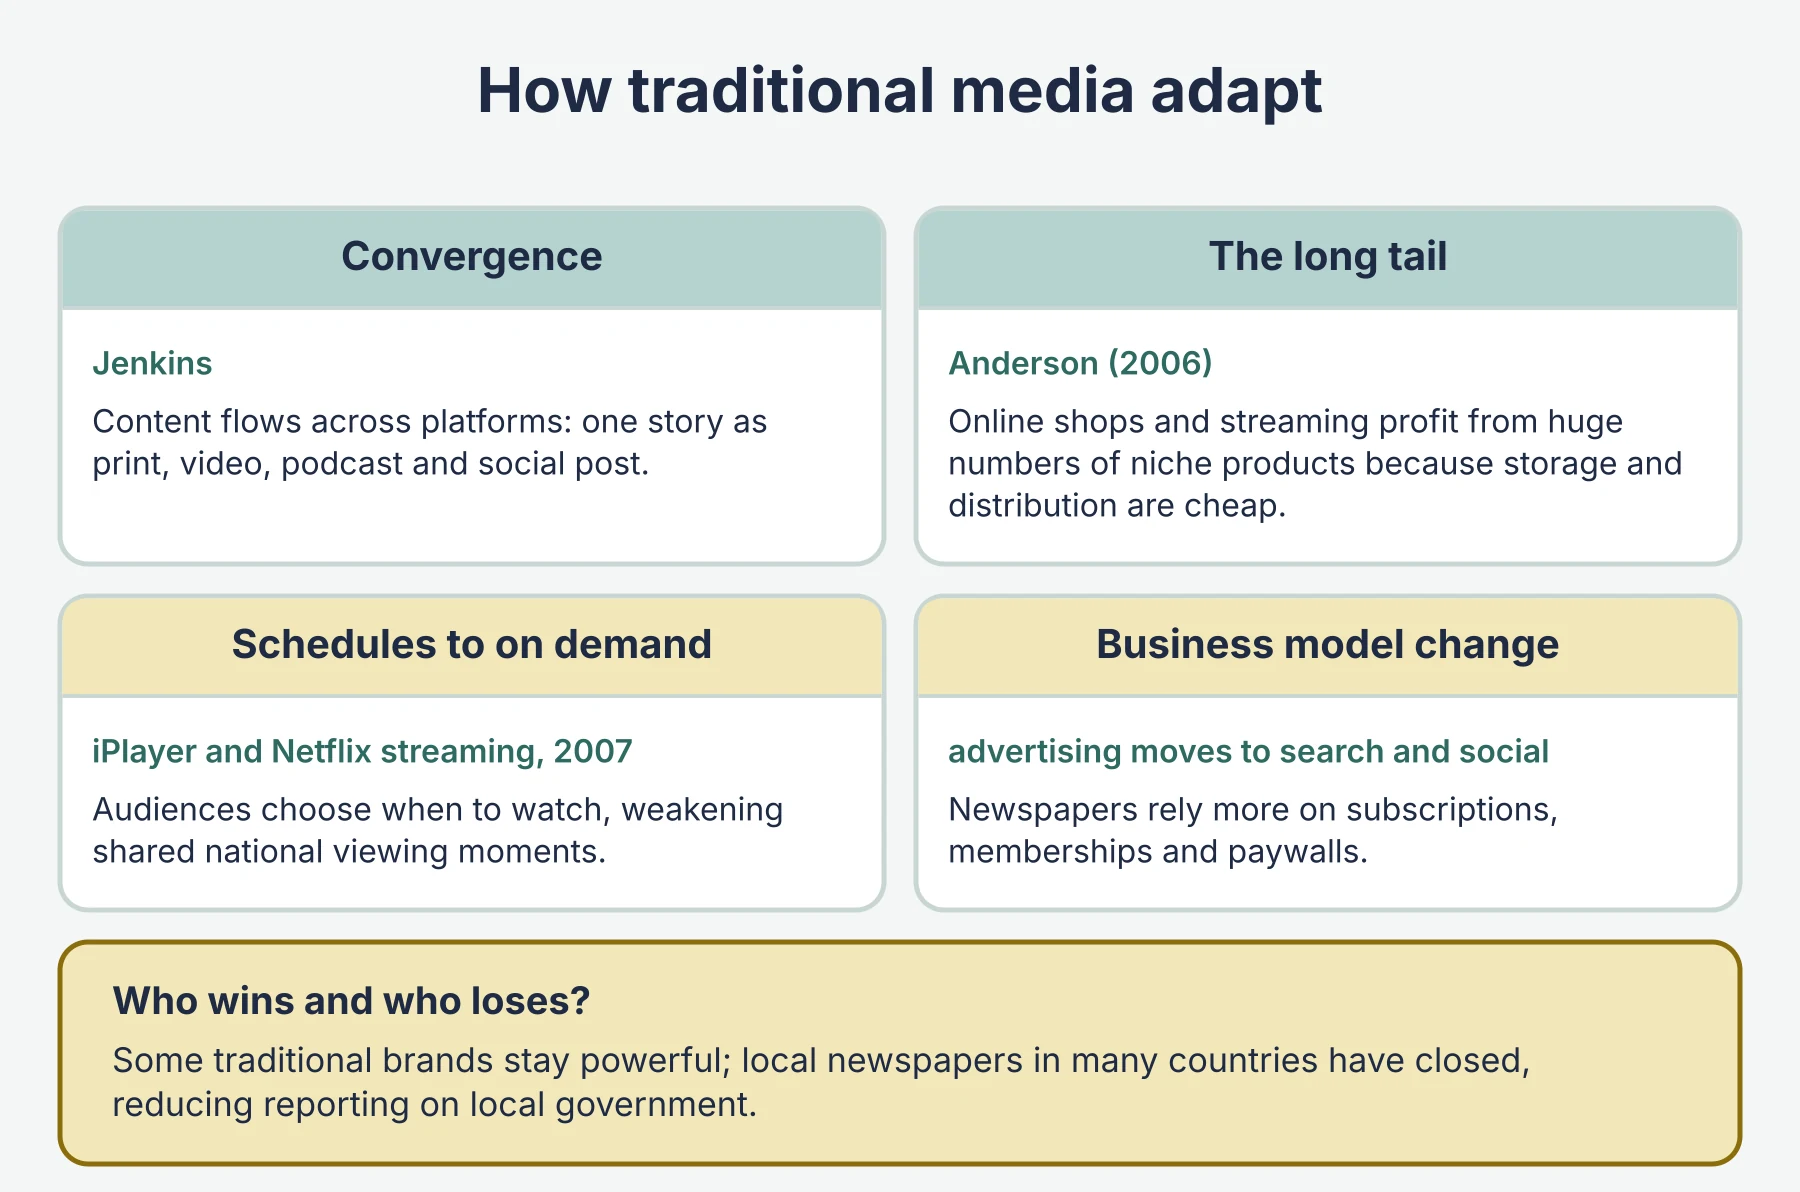 How traditional media adapt
Convergence
Jenkins
Content flows across platforms: one story as
print, video, podcast and social post.
The long tail
Anderson (2006)
Online shops and streaming profit from huge
numbers of niche products because storage and
distribution are cheap.
Schedules to on demand
iPlayer and Netflix streaming, 2007
Audiences choose when to watch, weakening
shared national viewing moments.
Business model change
advertising moves to search and social
Newspapers rely more on subscriptions,
memberships and paywalls.
Who wins and who loses?
Some traditional brands stay powerful; local newspapers in many countries have closed,
reducing reporting on local government.